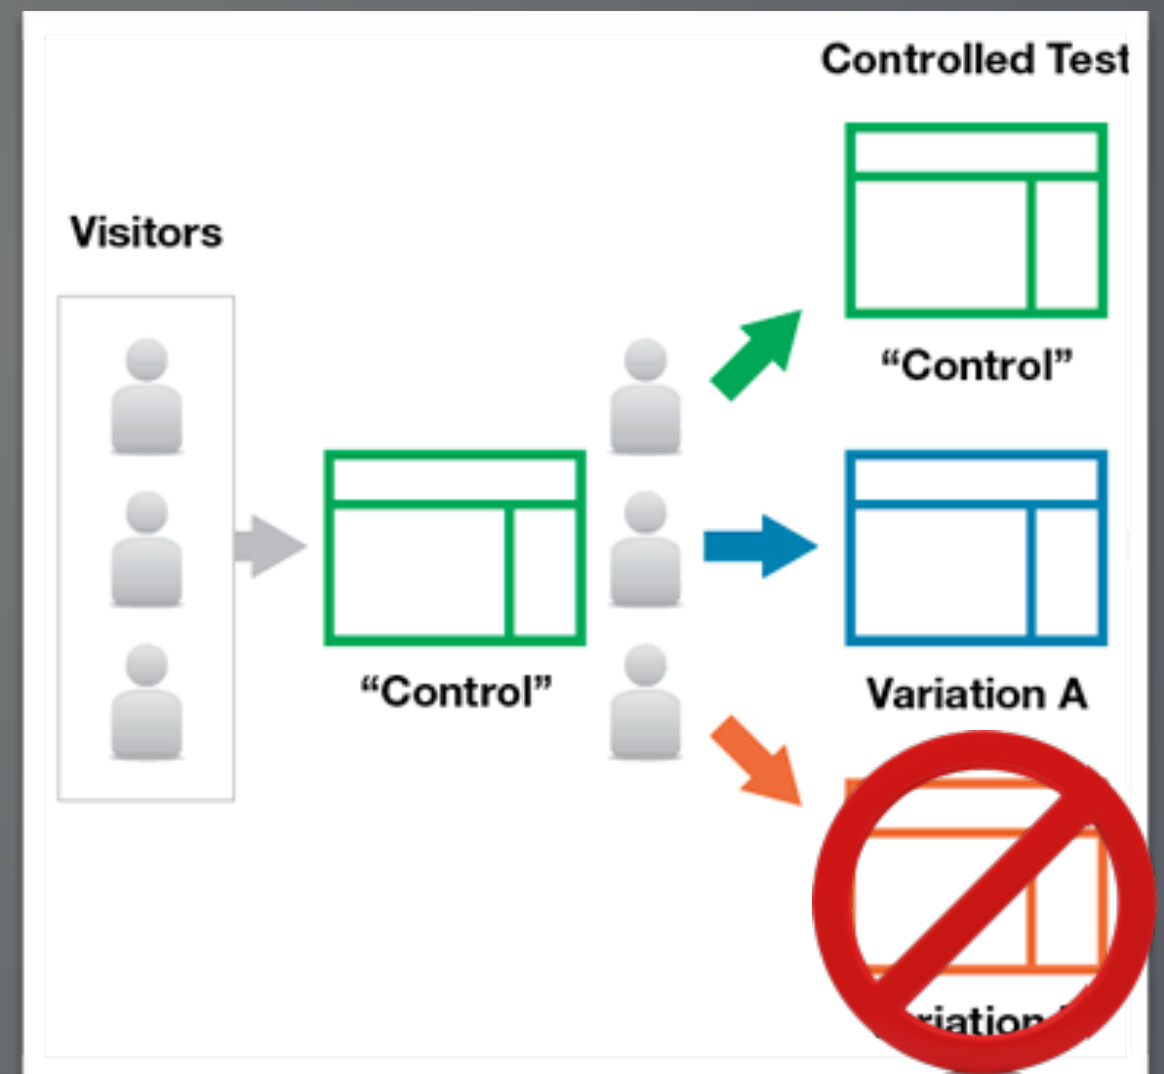 Controlled Test
Visitors
“Control”
“Control”
Variation A